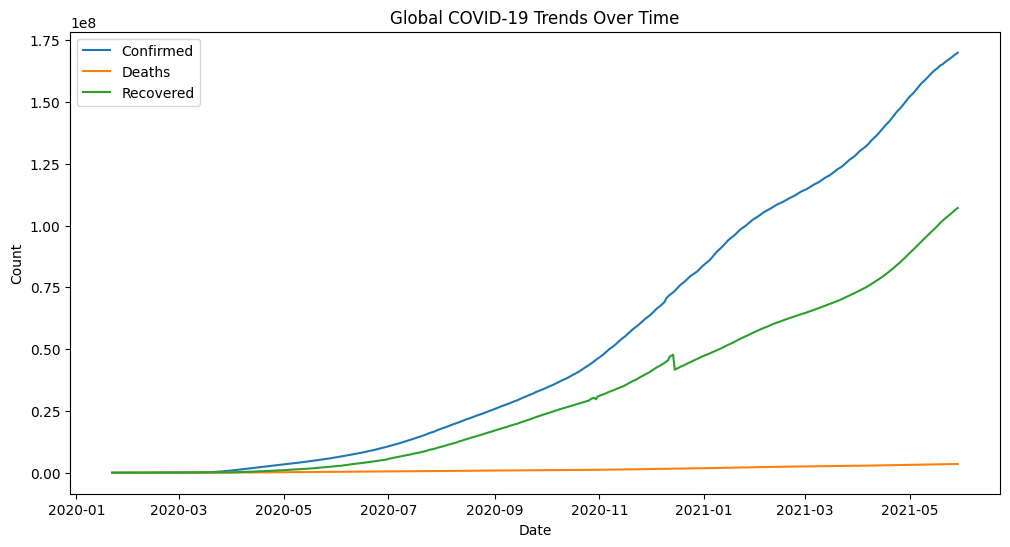 Global COVID-19 Trends Over Time
1e8
Confirmed
Deaths
Recovered
1.75
1.50
1.25
1.00
0.75
0.50
0.25
0.00
Count
2020-01 2020-03 2020-05 2020-07 2020-09 2020-11 2021-01 2021-03 2021-05
Date